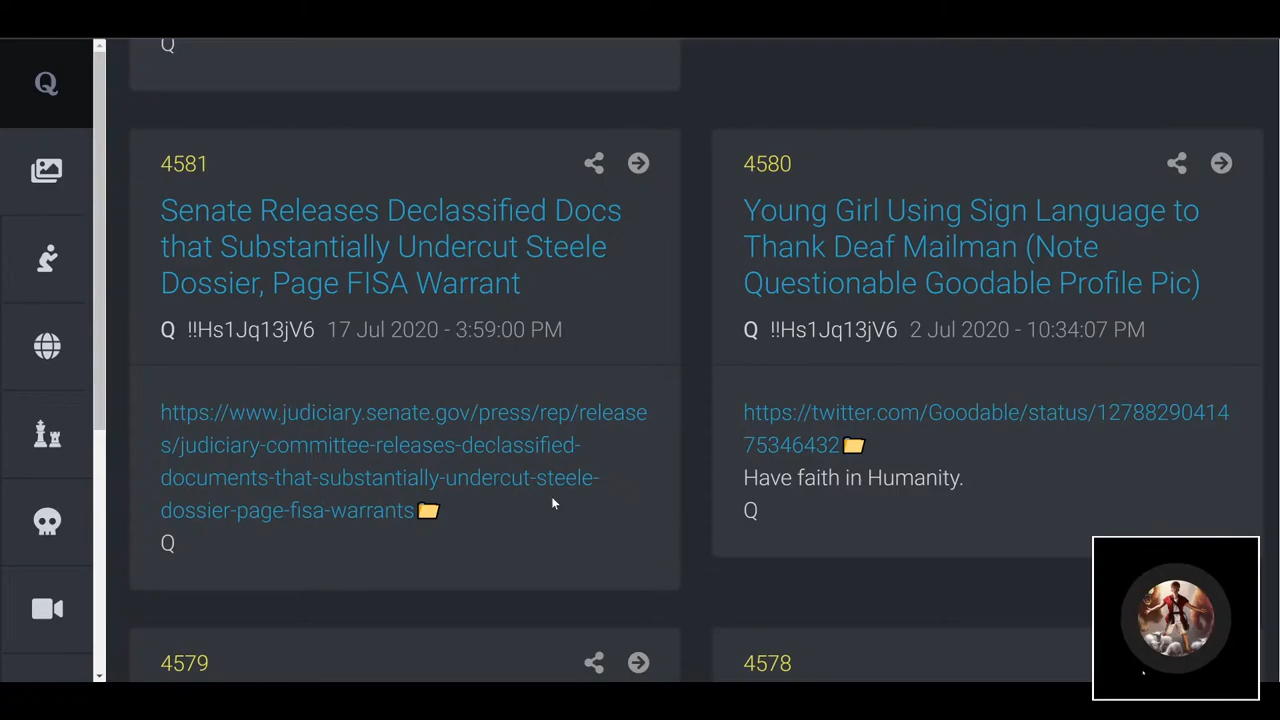 Q
Q
4581
Senate Releases Declassified Docs
that Substantially Undercut Steele
Dossier, Page FISA Warrant
Q !!Hs1Jq13jV6 17 Jul 2020 - 3:59:00 PM
https://www.judiciary.senate.gov/press/rep/release
s/judiciary-committee-releases-declassified-
documents-that-substantially-undercut-steele-
dossier-page-fisa-warrants
Q
4580
Young Girl Using Sign Language to
Thank Deaf Mailman (Note
Questionable Goodable Profile Pic)
Q !!Hs1Jq13jV6 2 Jul 2020 - 10:34:07 PM
https://twitter.com/Goodable/status/12788290414
75346432
Have faith in Humanity.
Q
4579
4578